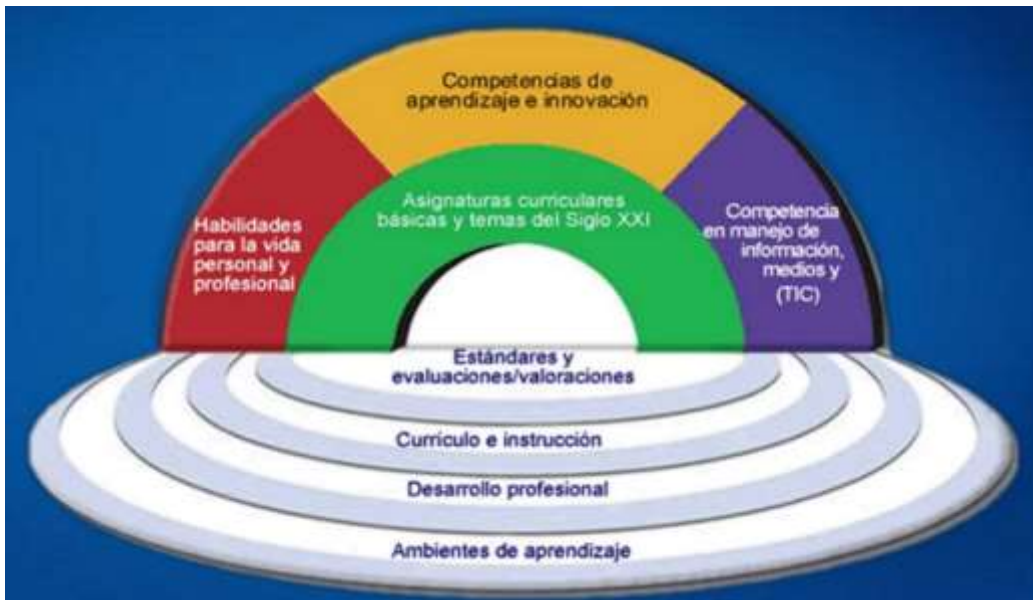 Competencias de
aprendizaje e innovación
Asignaturas curriculares
básicas y temas del Siglo XXI
Habilidades
para la vida
personal y
profesional
Competencia
en manejo de
información,
medios y
(TIC)
Estándares y
evaluaciones/valoraciones
Currículo e instrucción
Desarrollo profesional
Ambientes de aprendizaje